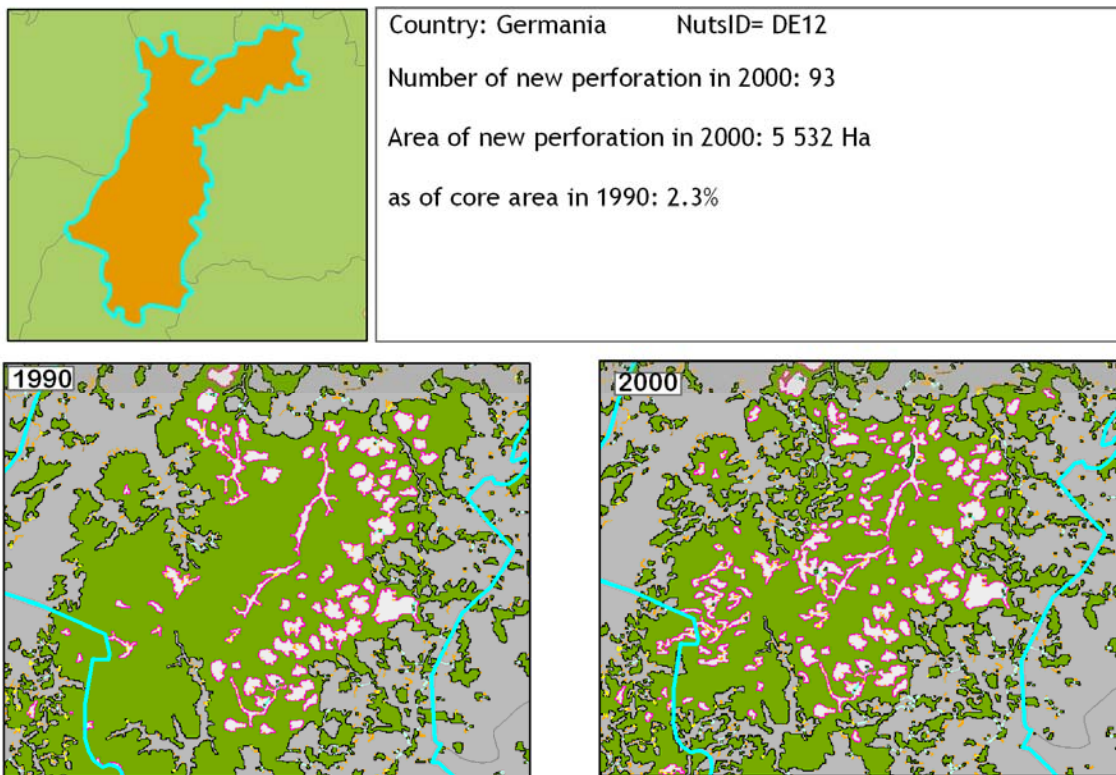 Country: Germania NutsID= DE12
Number of new perforation in 2000: 93
Area of new perforation in 2000: 5 532 Ha
as of core area in 1990: 2.3%
1990
2000